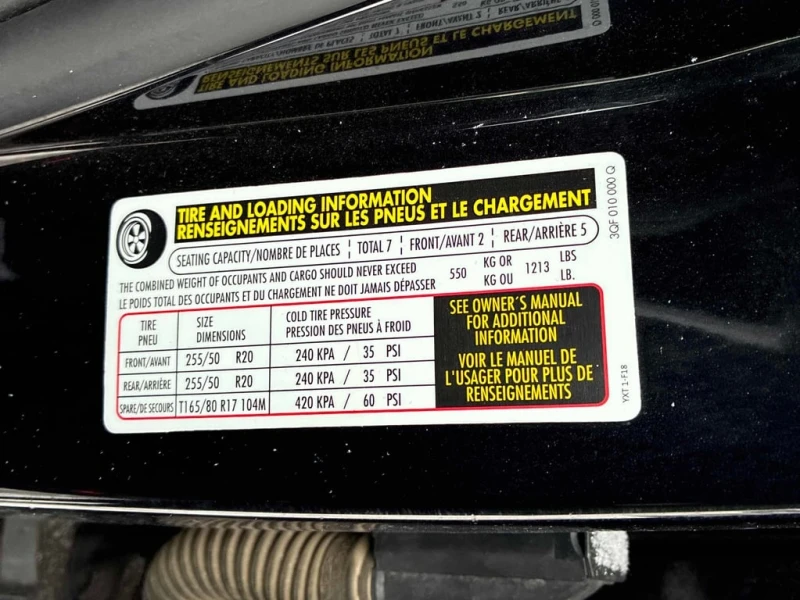 TIRE AND LOADING INFORMATION
RENSEIGNEMENTS SUR LES PNEUS ET LE CHARGEMENT
SEATING CAPACITY/NOMBRE DE PLACES ¦ TOTAL 7 ¦ FRONT/AVANT 2 ¦ REAR/ARRIÈRE 5
THE COMBINED WEIGHT OF OCCUPANTS AND CARGO SHOULD NEVER EXCEED 550 KG OR 1213 LBS
LE POIDS TOTAL DES OCCUPANTS ET DU CHARGEMENT NE DOIT JAMAIS DÉPASSER KG OU LB.
TIRE SIZE COLD TIRE PRESSURE
PNEU DIMENSIONS PRESSION DES PNEUS À FROID
FRONT/AVANT 255/50 R20 240 KPA / 35 PSI
REAR/ARRIÈRE 255/50 R20 240 KPA / 35 PSI
SPARE/DE SECOURS T165/80 R17 104M 420 KPA / 60 PSI
SEE OWNER´S MANUAL
FOR ADDITIONAL
INFORMATION
VOIR LE MANUEL DE
L'USAGER POUR PLUS DE
RENSEIGNEMENTS
3QF 010 000 Q
YXT 1-F18